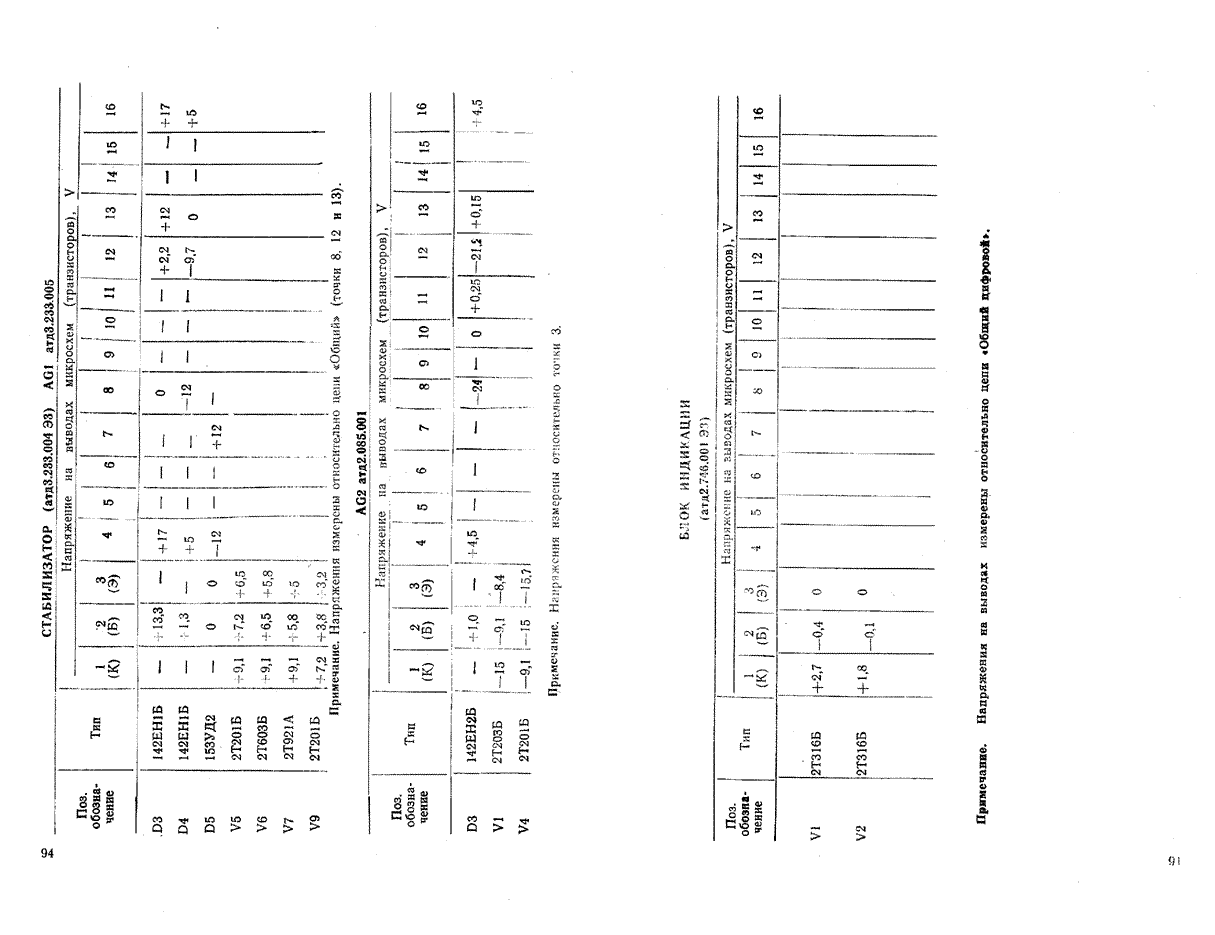 94
СТАБИЛИЗАТОР (атд3.233.004 Э3) AG1 атд3.233.005
Поз. обозна-чение | Тип | Напряжение на выводах микросхем (транзисторов), V
1 (К) | 2 (Б) | 3 (Э) | 4 | 5 | 6 | 7 | 8 | 9 | 10 | 11 | 12 | 13 | 14 | 15 | 16
D3 | 142ЕН1Б | — | +13,3 | — | +17 | — | — | — | 0 | — | — | — | +2,2 | +12 | — | — | +17
D4 | 142ЕН1Б | — | +1,3 | — | +5 | — | — | — | —12 | — | — | — | —9,7 | 0 | — | — | +5
D5 | 153УД2 | — | 0 | 0 | —12 | — | — | +12 | —
V5 | 2Т201Б | +9,1 | +7,2 | +6,5
V6 | 2Т603Б | +9,1 | +6,5 | +5,8
V7 | 2Т921А | +9,1 | +5,8 | +5
V9 | 2Т201Б | +7,2 | +3,8 | +3,2
Примечание. Напряжения измерены относительно цепи «Общий» (точки 8, 12 и 13).
AG2 атд2.085.001
Поз. обозна-чение | Тип | Напряжение на выводах микросхем (транзисторов), V
1 (К) | 2 (Б) | 3 (Э) | 4 | 5 | 6 | 7 | 8 | 9 | 10 | 11 | 12 | 13 | 14 | 15 | 16
D3 | 142ЕН2Б | — | +1,0 | — | +4,5 | — | — | — | —24 | — | 0 | +0,25 | —21,2 | +0,15 | | | +4,5
V1 | 2Т203Б | —15 | —9,1 | —8,4
V4 | 2Т201Б | —9,1 | —15 | —15,7
Примечание. Напряжения измерены относительно точки 3.
БЛОК ИНДИКАЦИИ
(атд2.746.001 Э3)
Поз. обозна-чение | Тип | Напряжение на выводах микросхем (транзисторов), V
1 (К) | 2 (Б) | 3 (Э) | 4 | 5 | 6 | 7 | 8 | 9 | 10 | 11 | 12 | 13 | 14 | 15 | 16
V1 | 2Т316Б | +2,7 | —0,4 | 0
V2 | 2Т316Б | +1,8 | —0,1 | 0
Примечание. Напряжения на выводах измерены относительно цепи «Общий цифровой».
91